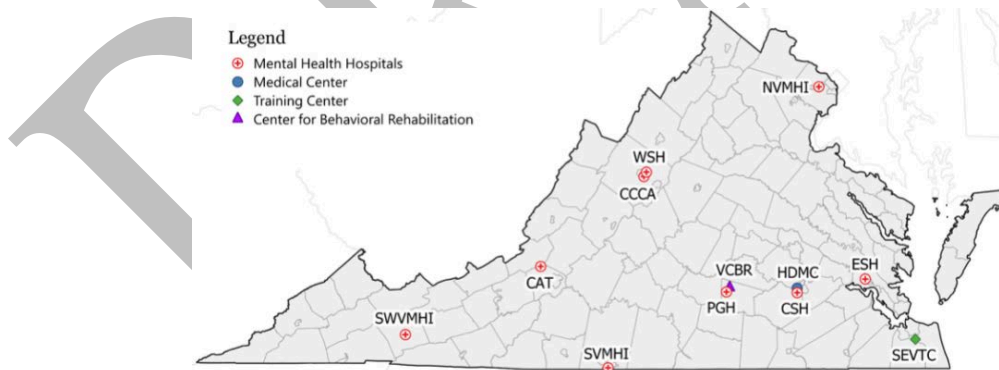 Legend
Mental Health Hospitals
Medical Center
Training Center
Center for Behavioral Rehabilitation
NVMHI
WSH
CCCA
CAT
VCBR
HDMC
ESH
PGH
CSH
SWVMHI
SVMHI
SEVTC